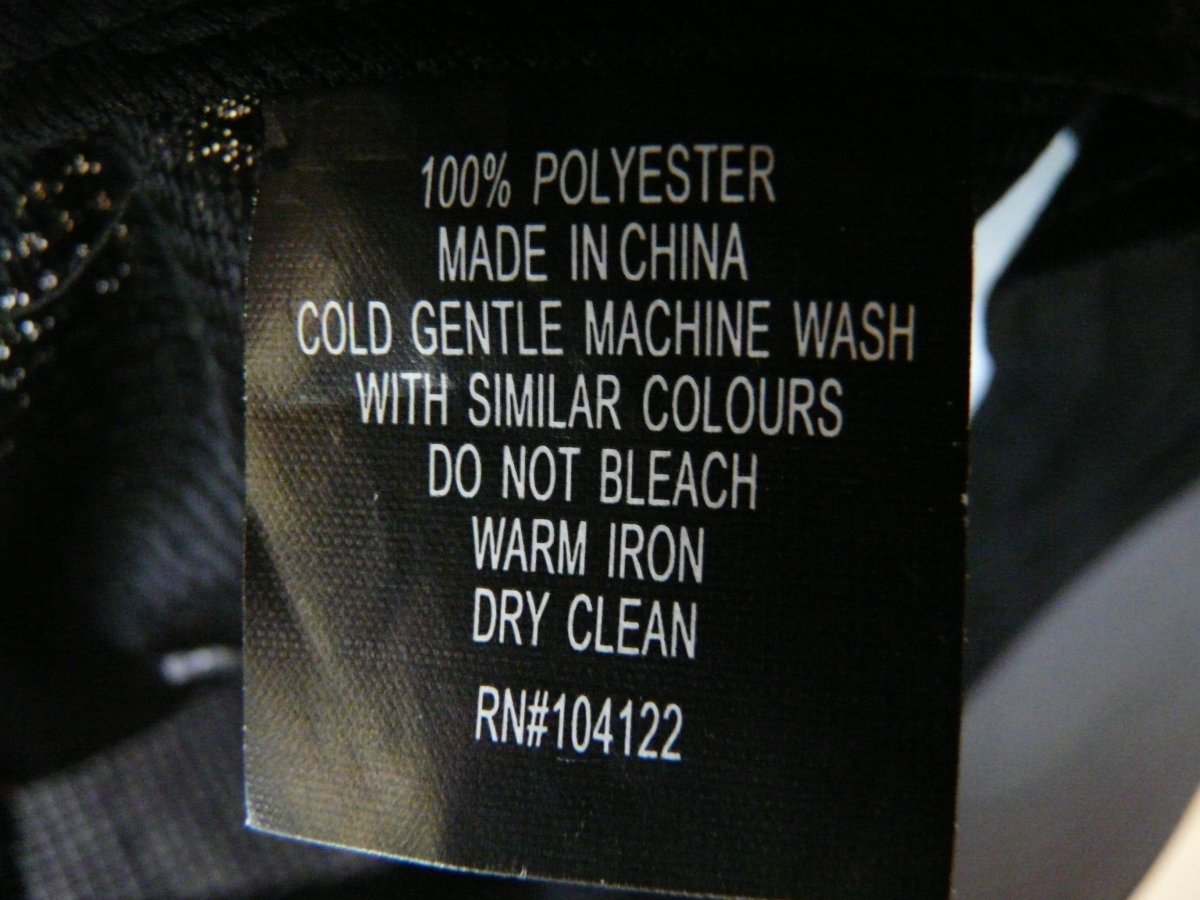 100% POLYESTER
MADE IN CHINA
COLD GENTLE MACHINE WASH
WITH SIMILAR COLOURS
DO NOT BLEACH
WARM IRON
DRY CLEAN
RN#104122